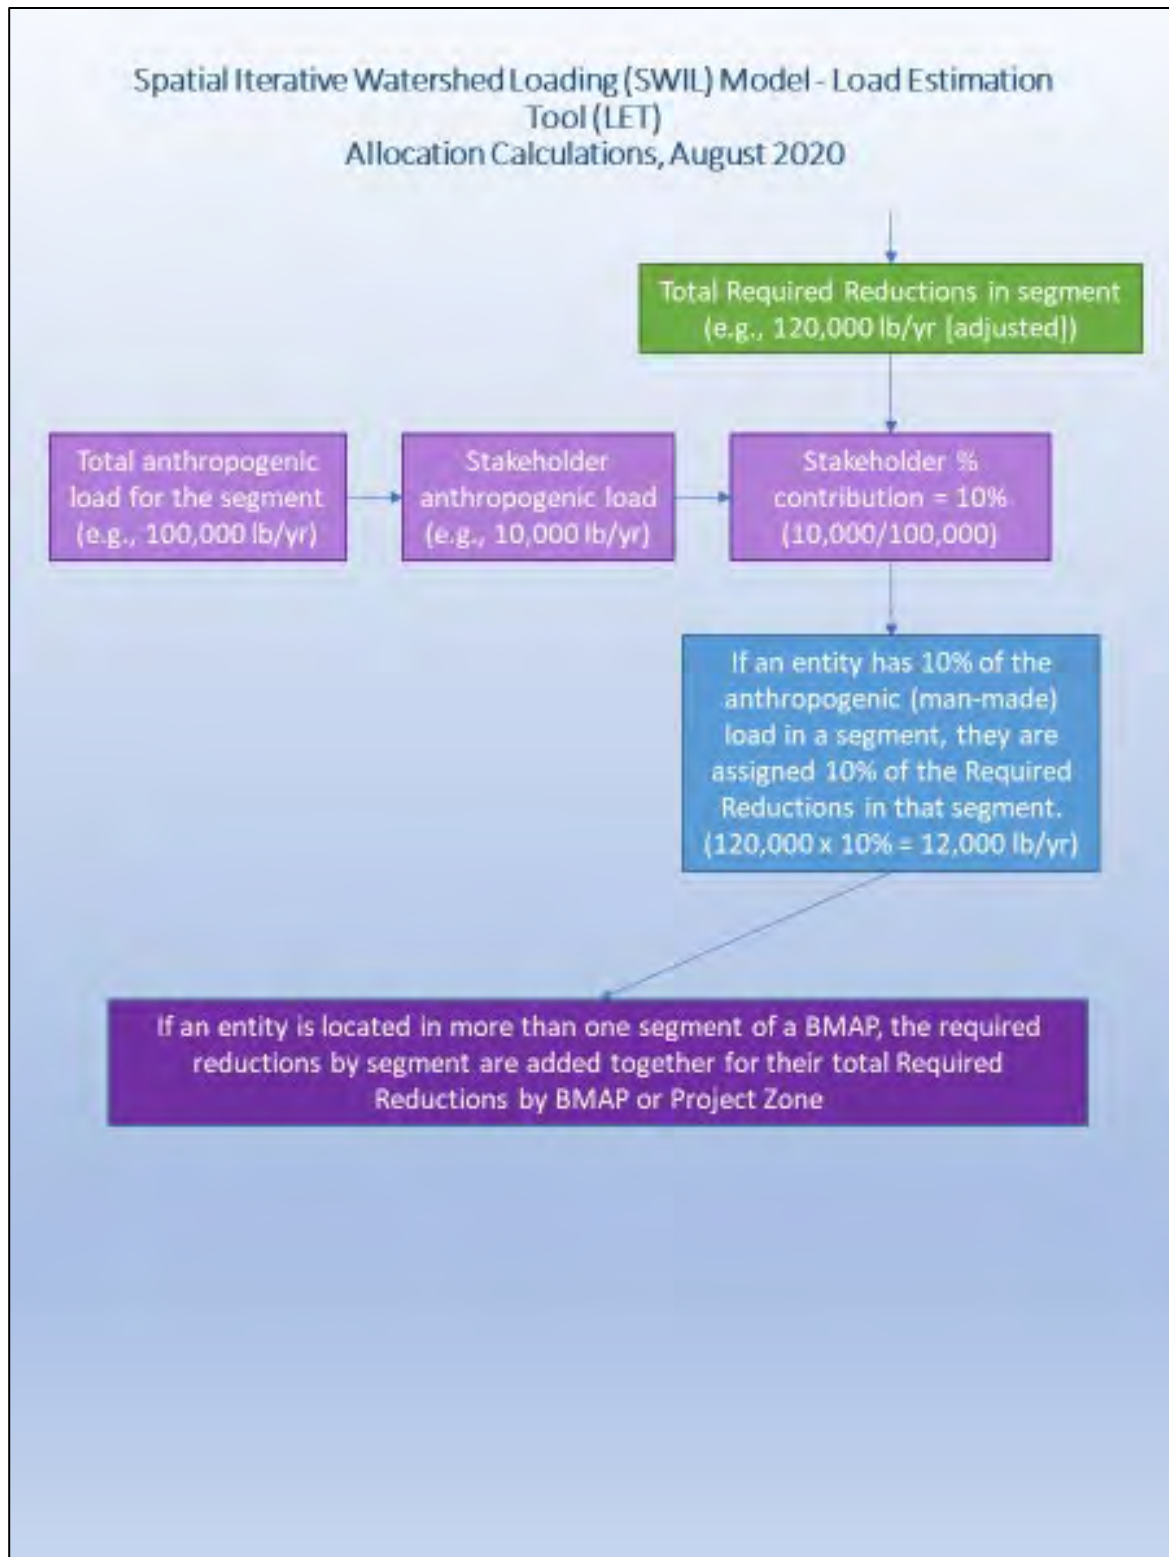 Spatial Iterative Watershed Loading (SWIL) Model - Load Estimation
Tool (LET)
Allocation Calculations, August 2020
Total Required Reductions in segment
(e.g., 120,000 lb/yr [adjusted])
Total anthropogenic
load for the segment
(e.g., 100,000 lb/yr)
Stakeholder
anthropogenic load
(e.g., 10,000 lb/yr)
Stakeholder %
contribution = 10%
(10,000/100,000)
If an entity has 10% of the
anthropogenic (man-made)
load in a segment, they are
assigned 10% of the Required
Reductions in that segment.
(120,000 x 10% = 12,000 lb/yr)
If an entity is located in more than one segment of a BMAP, the required
reductions by segment are added together for their total Required
Reductions by BMAP or Project Zone